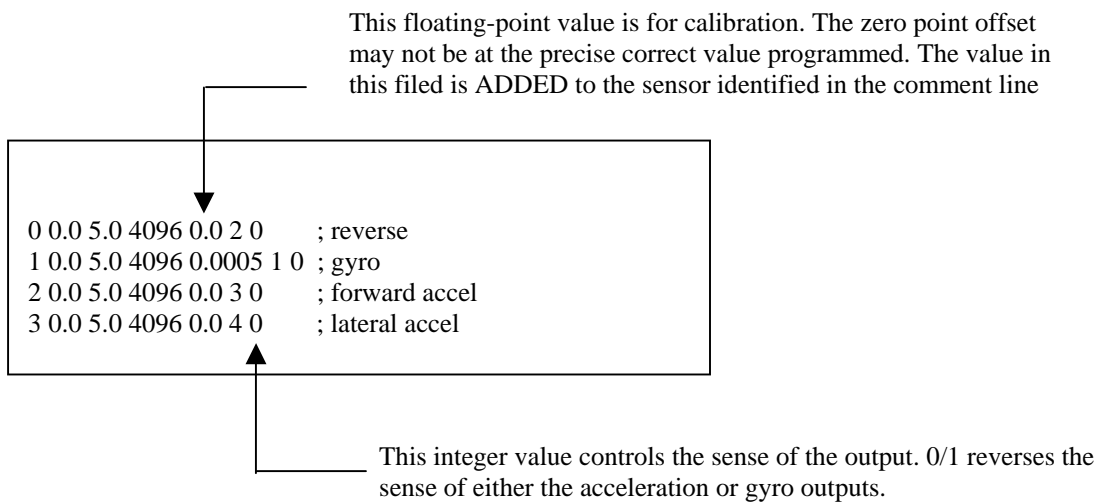 This floating-point value is for calibration. The zero point offset
may not be at the precise correct value programmed. The value in
this filed is ADDED to the sensor identified in the comment line
0 0.0 5.0 4096 0.0 2 0 ; reverse
1 0.0 5.0 4096 0.0005 1 0 ; gyro
2 0.0 5.0 4096 0.0 3 0 ; forward accel
3 0.0 5.0 4096 0.0 4 0 ; lateral accel
This integer value controls the sense of the output. 0/1 reverses the
sense of either the acceleration or gyro outputs.